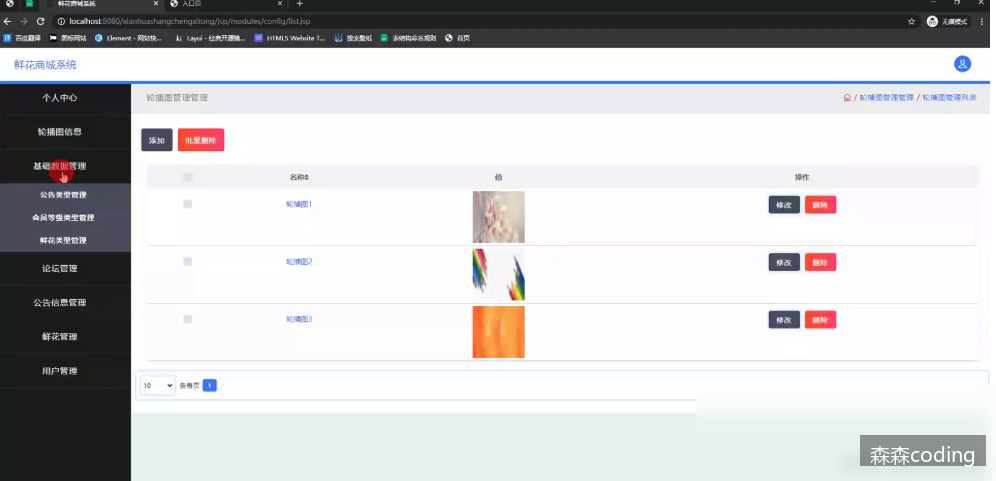 鲜花商城系统
入口页
localhost:8080/xianhuashangchengxitong/jsp/modules/config/list.jsp
无痕模式
百度翻译
图标网站
Element - 网站快...
Layui - 经典开源模...
HTML5 Website T...
搜业壁纸
表结构命名规则
首页
鲜花商城系统
个人中心
轮播图信息
基础数据管理
公告类型管理
会员等级类型管理
鲜花类型管理
论坛管理
公告信息管理
鲜花管理
用户管理
轮播图管理管理
/ 轮播图管理管理 / 轮播图管理列表
添加
批量删除
名称
值
操作
轮播图1
修改
删除
轮播图2
修改
删除
轮播图3
修改
删除
10
条每页
1
森森coding